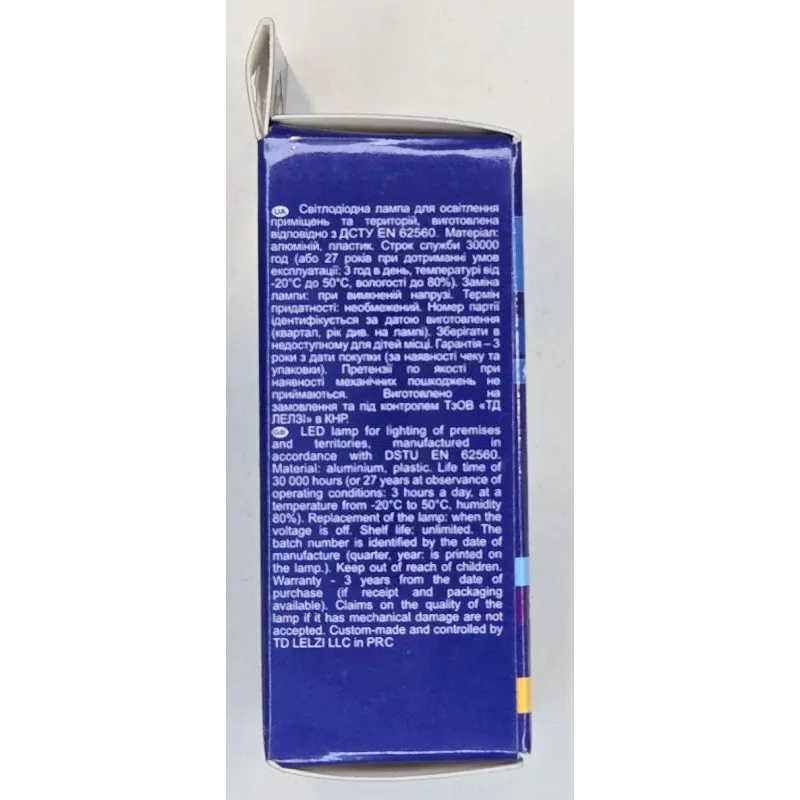 UA Світлодіодна лампа для освітлення
приміщень та територій, виготовлена
відповідно з ДСТУ EN 62560. Матеріал:
алюміній, пластик. Строк служби 30000
год (або 27 років при дотриманні умов
експлуатації: 3 год в день, температурі від
-20°С до 50°С, вологості до 80%). Заміна
лампи: при вимкненій напрузі. Термін
придатності: необмежений. Номер партії
ідентифікується за датою виготовлення
(квартал, рік див. на лампі). Зберігати в
недоступному для дітей місці. Гарантія – 3
роки з дати покупки (за наявності чеку та
упаковки). Претензії по якості при
наявності механічних пошкоджень не
приймаються. Виготовлено на
замовлення та під контролем ТзОВ «ТД
ЛЕЛЗІ» в КНР.
GB LED lamp for lighting of premises
and territories, manufactured in
accordance with DSTU EN 62560.
Material: aluminium, plastic. Life time of
30 000 hours (or 27 years at observance of
operating conditions: 3 hours a day, at a
temperature from -20°C to 50°C, humidity
80%). Replacement of the lamp: when the
voltage is off. Shelf life: unlimited. The
batch number is identified by the date of
manufacture (quarter, year: is printed on
the lamp.). Keep out of reach of children.
Warranty - 3 years from the date of
purchase (if receipt and packaging
available). Claims on the quality of the
lamp if it has mechanical damage are not
accepted. Custom-made and controlled by
TD LELZI LLC in PRC